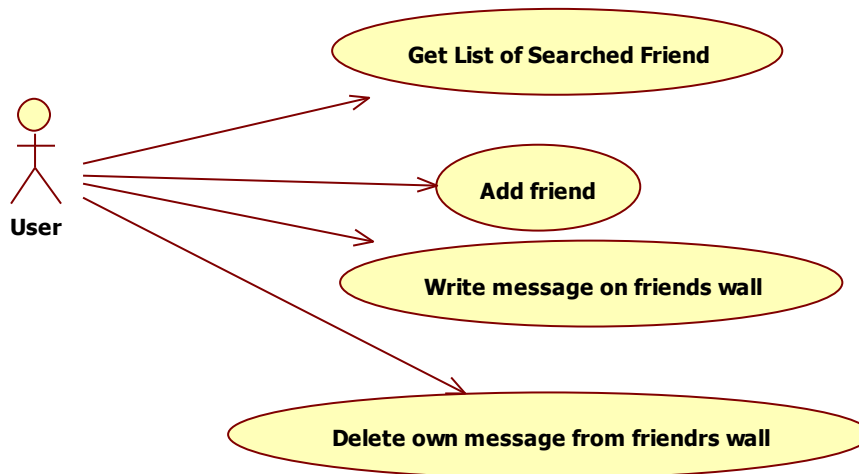 Get List of Searched Friend
Add friend
User
Write message on friends wall
Delete own message from friendrs wall